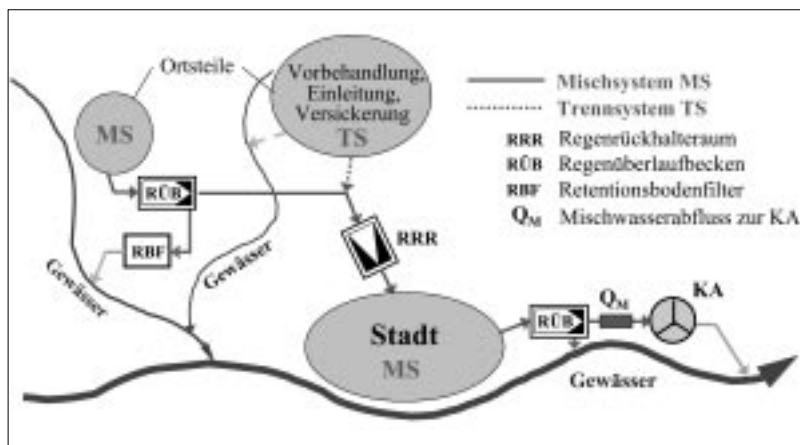 Ortsteile
Vorbehandlung,
Einleitung,
Versickerung
TS
MS
RÜB
RBF
Gewässer
Gewässer
RRR
Stadt
MS
RÜB
QM
KA
Gewässer
Mischsystem MS
Trennsystem TS
RRR Regenrückhalteraum
RÜB Regenüberlaufbecken
RBF Retentionsbodenfilter
QM Mischwasserabfluss zur KA